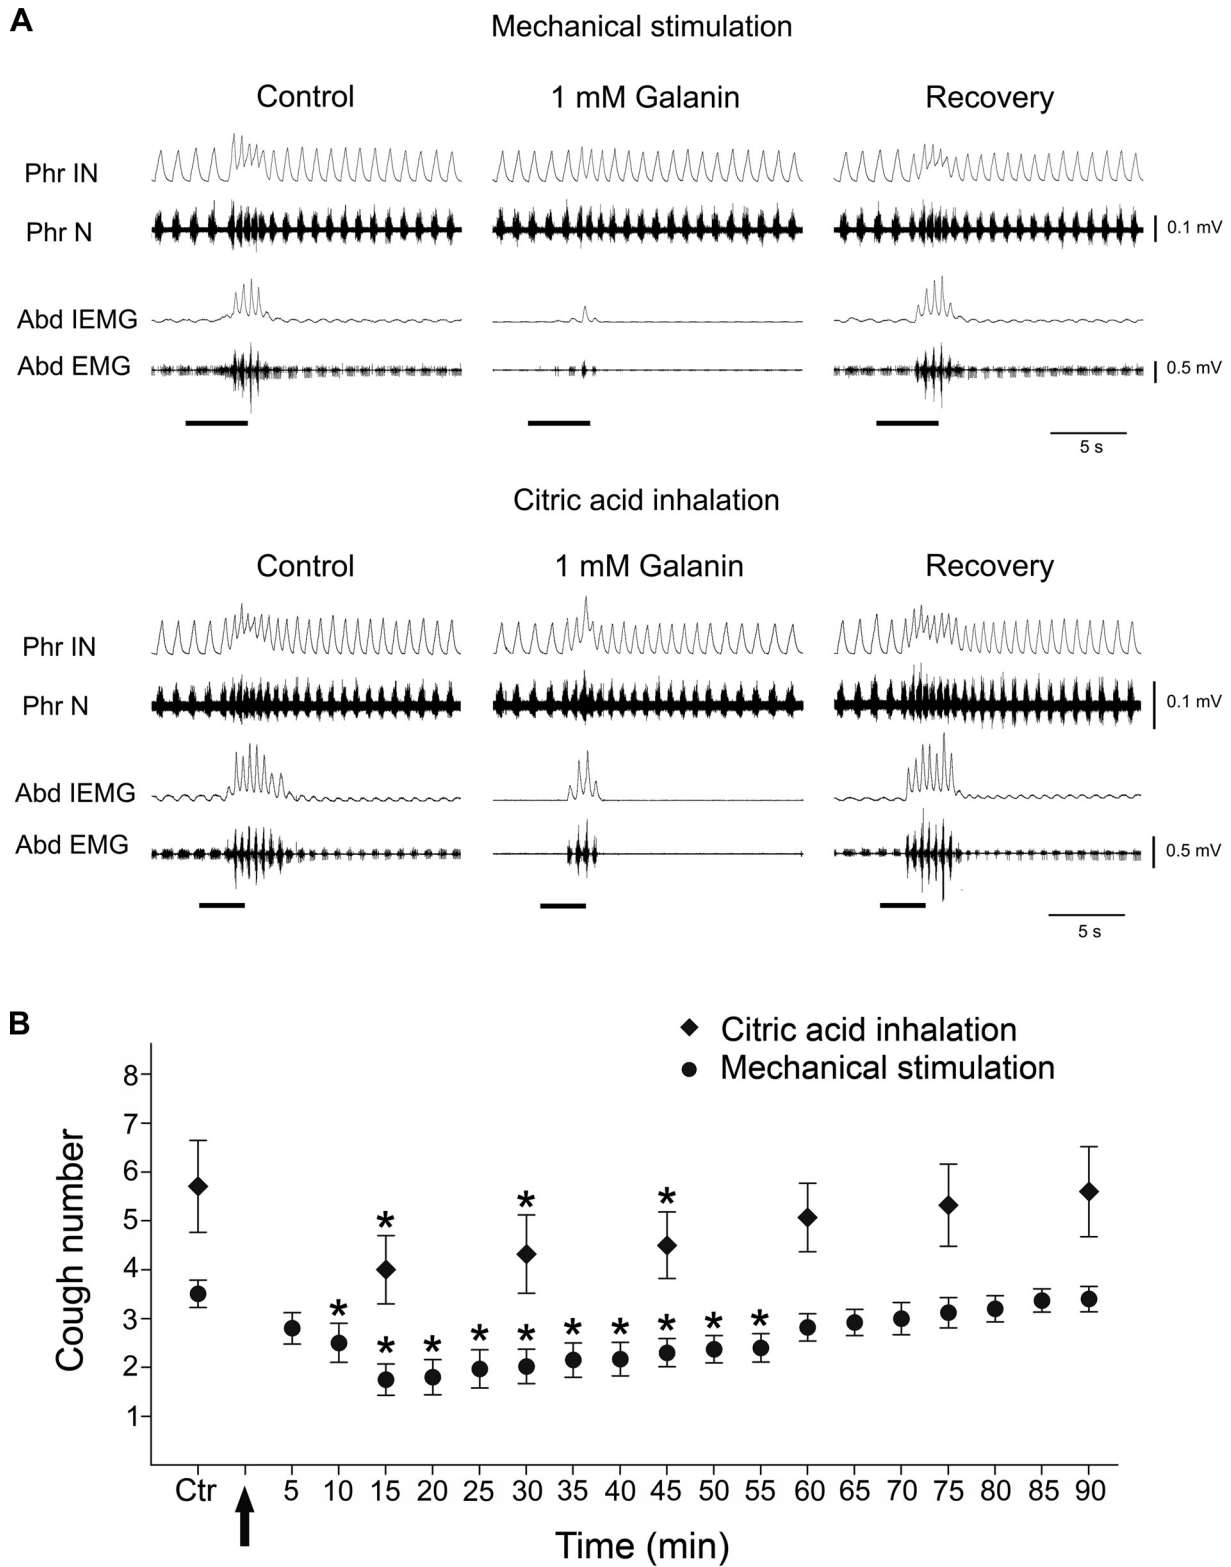 A
Mechanical stimulation
Control 1 mM Galanin Recovery
Phr IN
Phr N
0.1 mV
Abd IEMG
Abd EMG
0.5 mV
5 s
Citric acid inhalation
Control 1 mM Galanin Recovery
Phr IN
Phr N
0.1 mV
Abd IEMG
Abd EMG
0.5 mV
5 s
B
Citric acid inhalation
Mechanical stimulation
Cough number
8
7
6
5
4
3
2
1
* * *
* * * * * * * * * *
Ctr 5 10 15 20 25 30 35 40 45 50 55 60 65 70 75 80 85 90
Time (min)